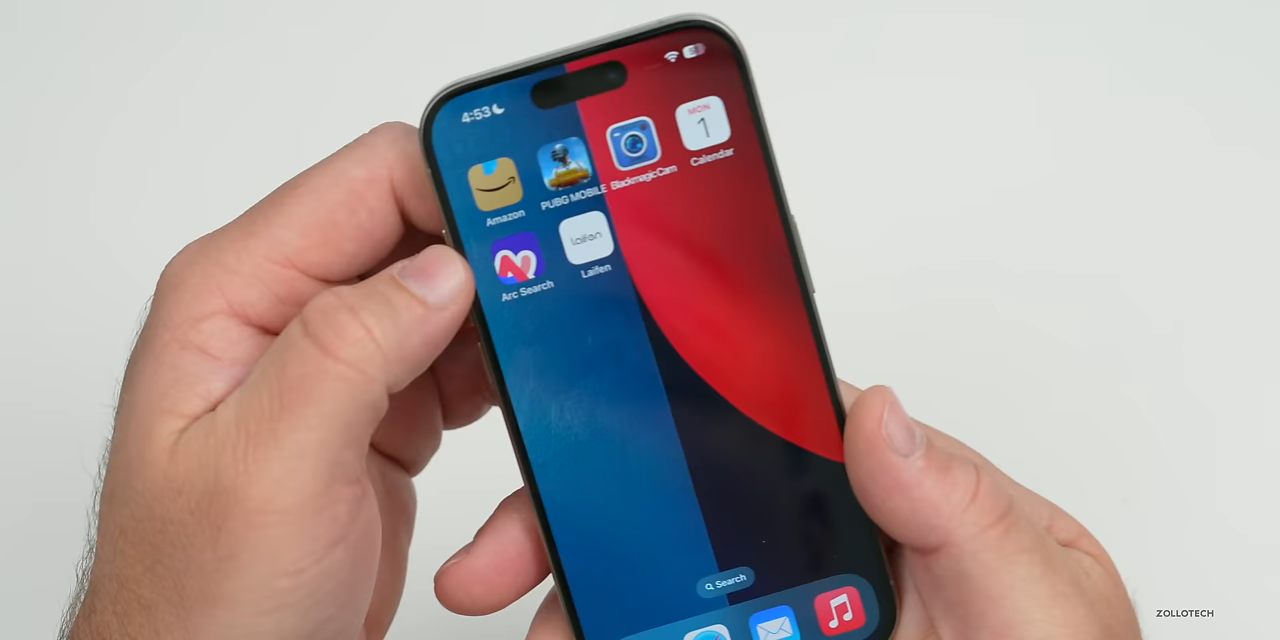 4:53
MON
1
Amazon
PUBG MOBILE
BlackmagicCam
Calendar
laifen
Arc Search
Laifen
Search
ZOLLOTECH